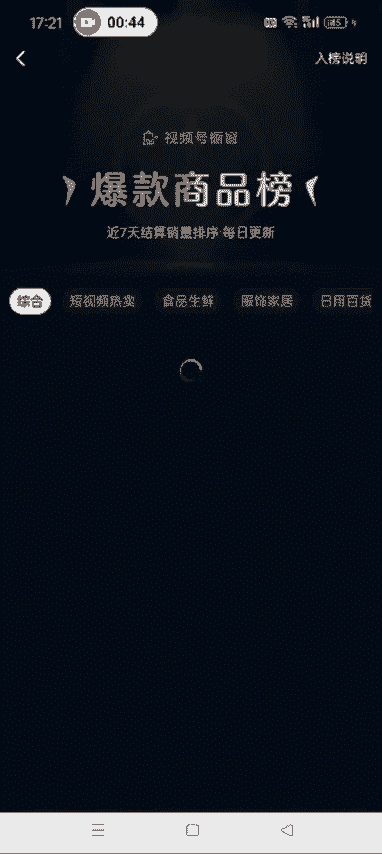 17:21
00:44
入榜说明
视频号橱窗
爆款商品榜
近7天结算销量排序·每日更新
综合
短视频热卖
食品生鲜
服饰家居
日用百货